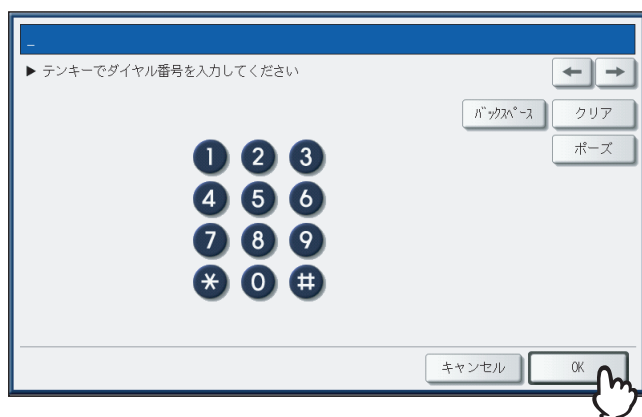 _
▶ テンキーでダイヤル番号を入力してください
← →
バックスペース クリア
ポーズ
1 2 3
4 5 6
7 8 9
* 0 #
キャンセル OK